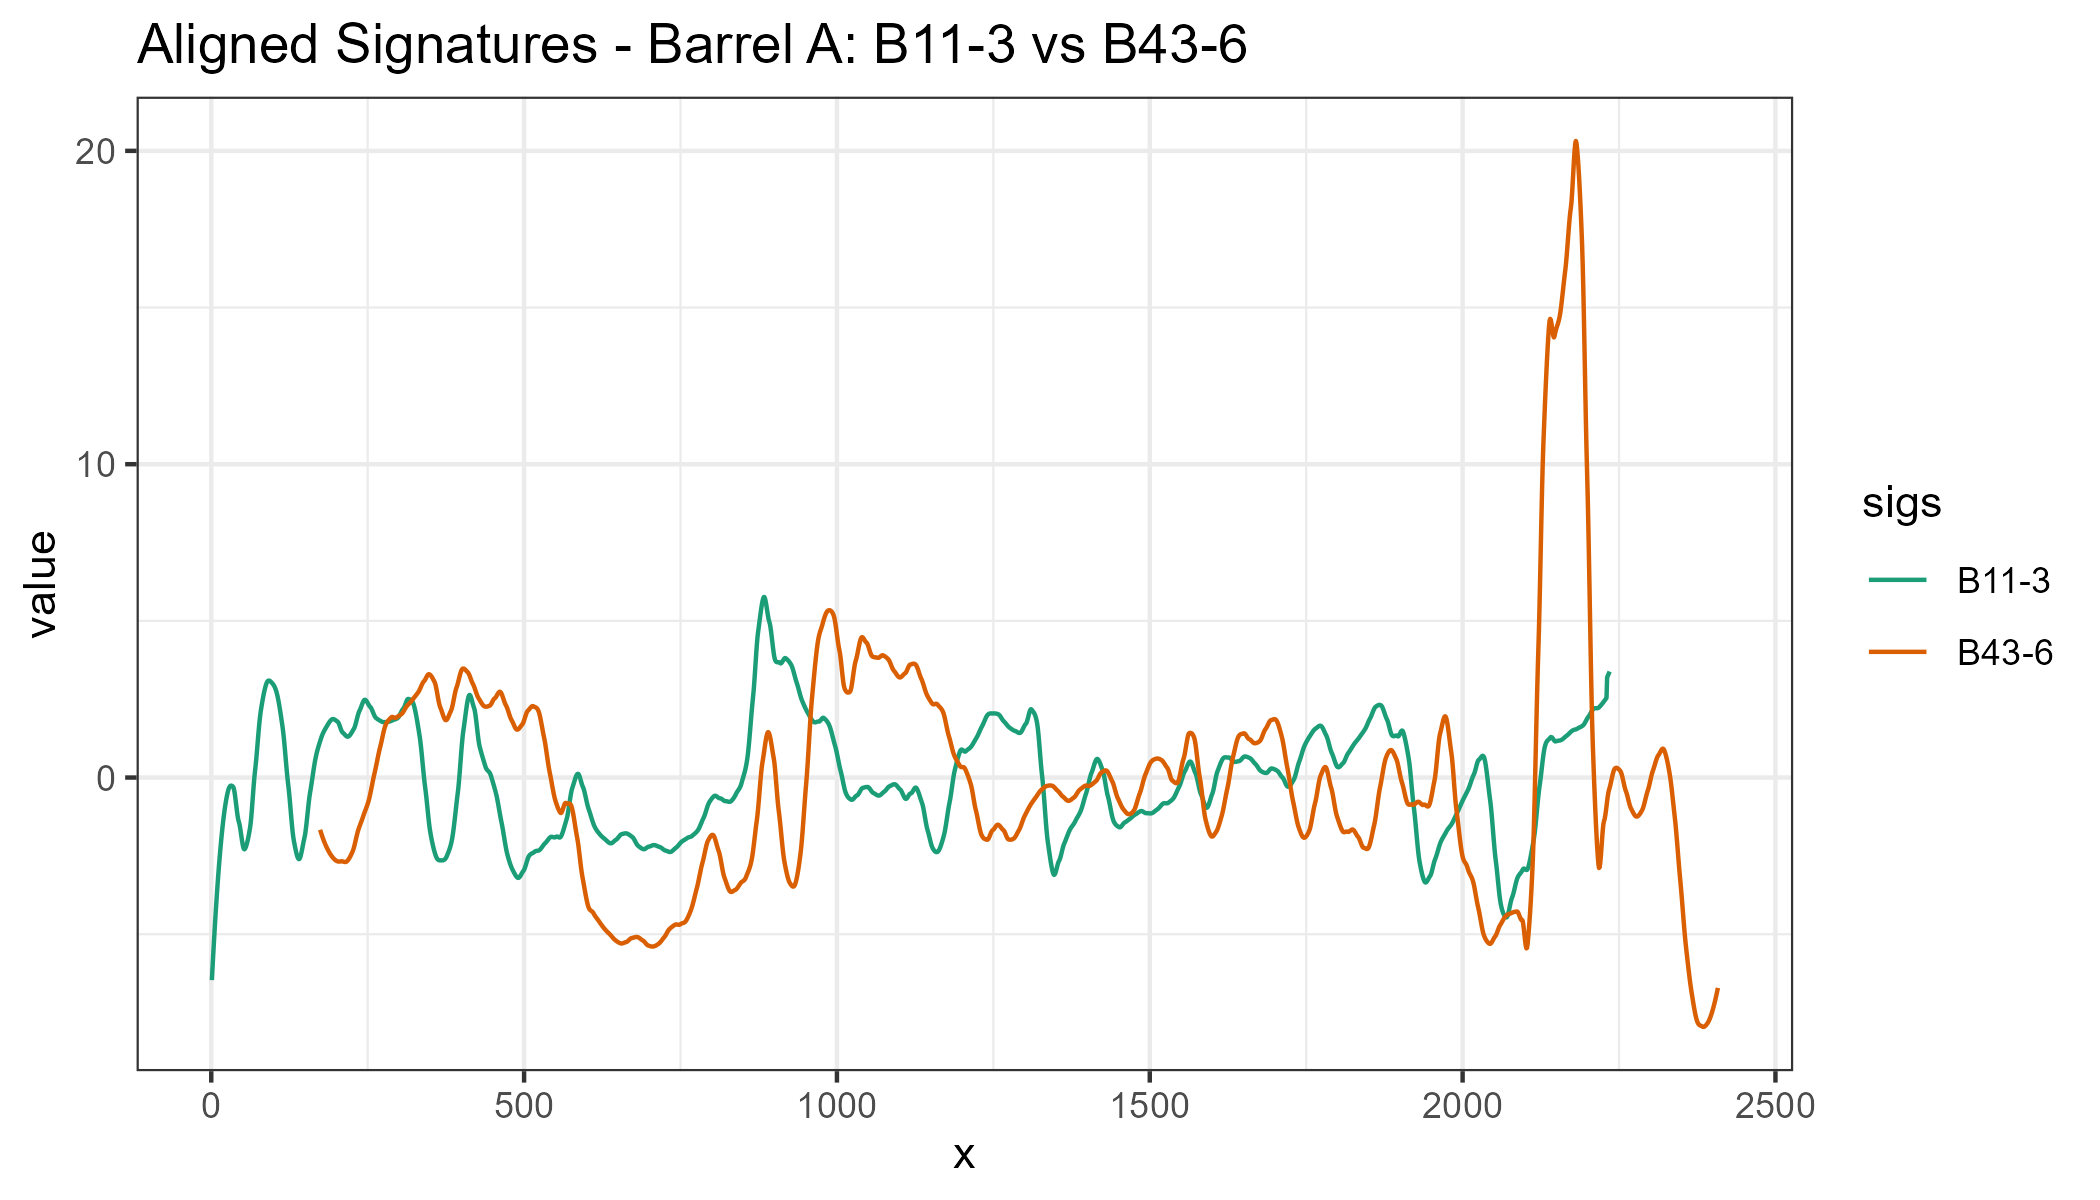 Aligned Signatures - Barrel A: B11-3 vs B43-6
20
10
0
value
0 500 1000 1500 2000 2500
x
sigs
B11-3
B43-6